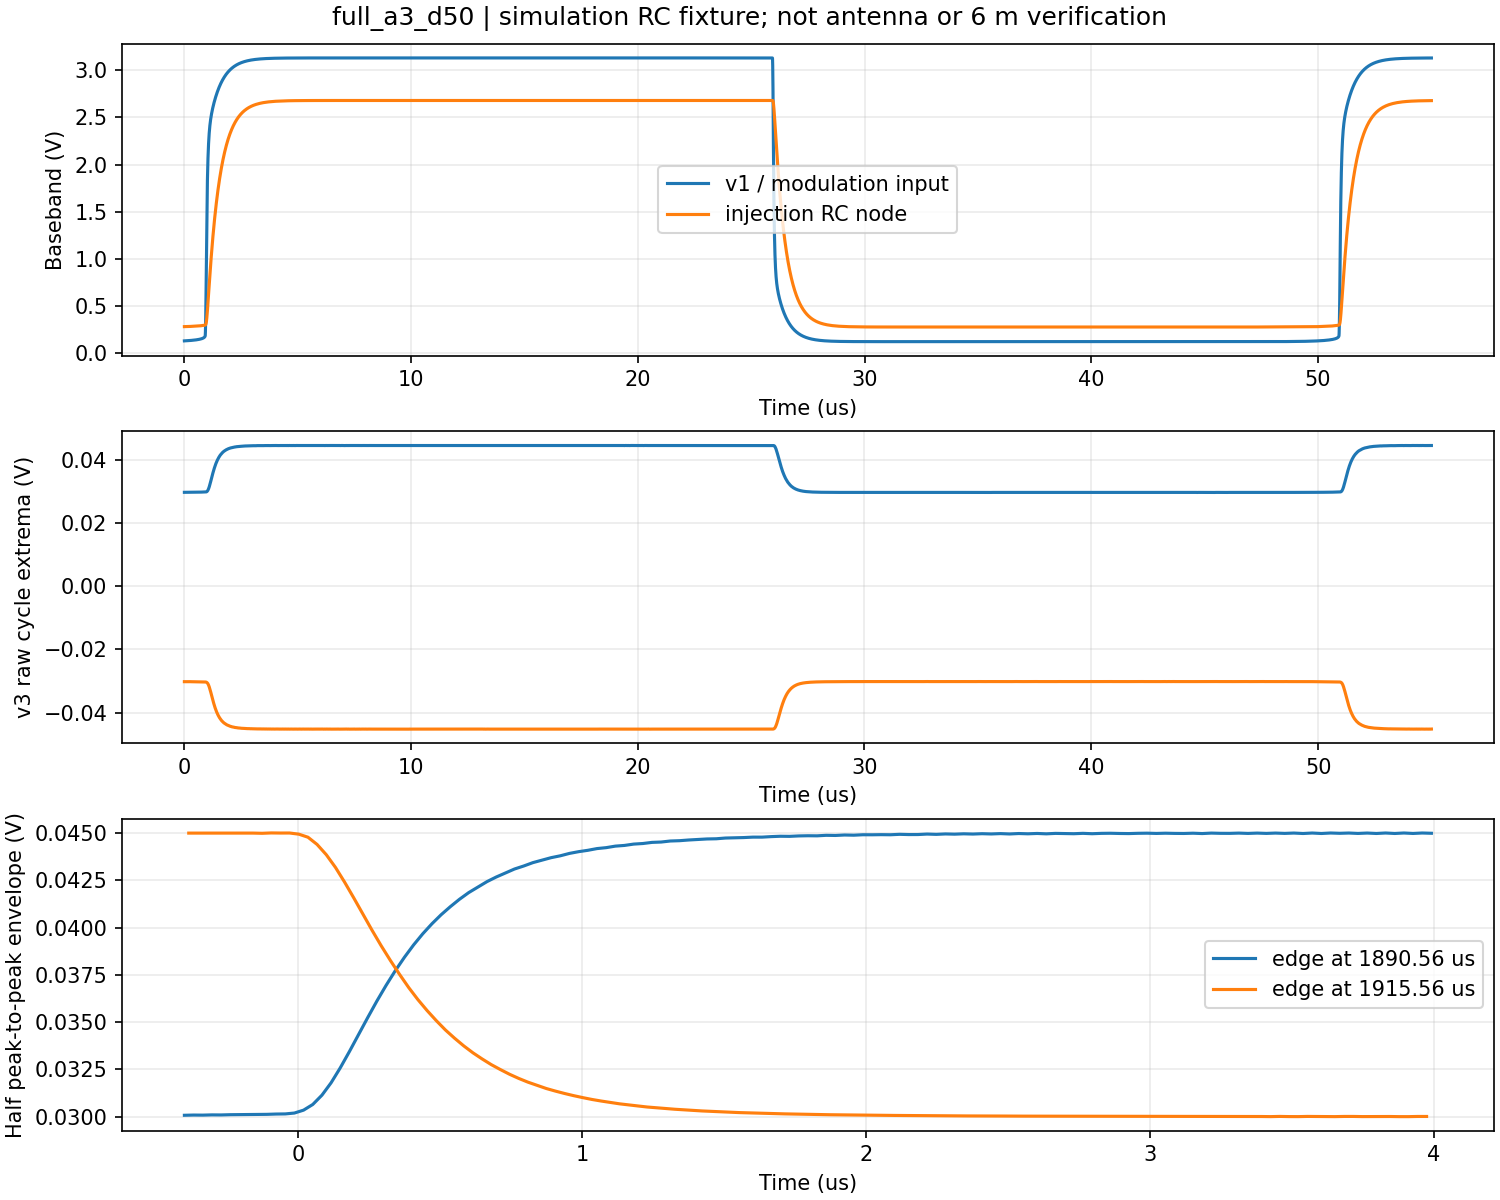 full_a3_d50 | simulation RC fixture; not antenna or 6 m verification
Baseband (V)
3.0
2.5
2.0
1.5
1.0
0.5
0.0
v1 / modulation input
injection RC node
0 10 20 30 40 50
Time (us)
v3 raw cycle extrema (V)
0.04
0.02
0.00
−0.02
−0.04
0 10 20 30 40 50
Time (us)
Half peak-to-peak envelope (V)
0.0450
0.0425
0.0400
0.0375
0.0350
0.0325
0.0300
edge at 1890.56 us
edge at 1915.56 us
0 1 2 3 4
Time (us)